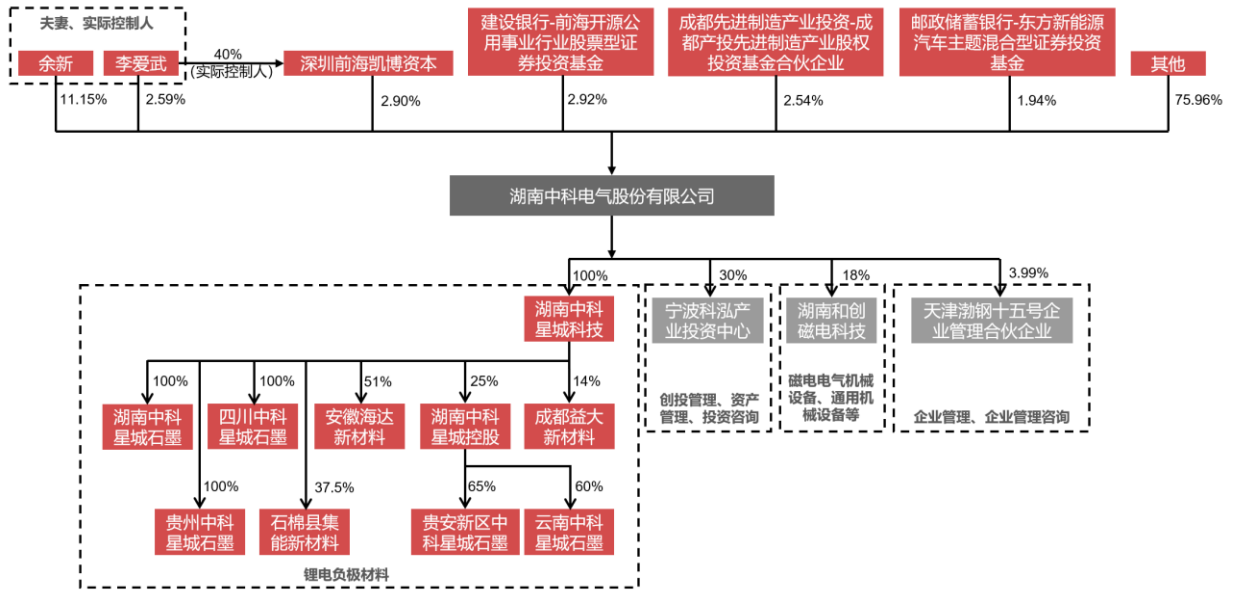 夫妻、实际控制人
余新
李爱武
40%
(实际控制人)
深圳前海凯博资本
建设银行-前海开源公
用事业行业股票型证
券投资基金
成都先进制造产业投资-成
都产投先进制造产业股权
投资基金合伙企业
邮政储蓄银行-东方新能源
汽车主题混合型证券投资
基金
其他
11.15%
2.59%
2.90%
2.92%
2.54%
1.94%
75.96%
湖南中科电气股份有限公司
100%
30%
18%
3.99%
湖南中科
星城科技
宁波科泓产
业投资中心
湖南和创
磁电科技
天津渤钢十五号企
业管理合伙企业
创投管理、资产
管理、投资咨询
磁电电气机械
设备、通用机
械设备等
企业管理、企业管理咨询
100%
100%
51%
25%
14%
湖南中科
星城石墨
四川中科
星城石墨
安徽海达
新材料
湖南中科
星城控股
成都益大
新材料
100%
37.5%
65%
60%
贵州中科
星城石墨
石棉县集
能新材料
贵安新区中
科星城石墨
云南中科
星城石墨
锂电负极材料